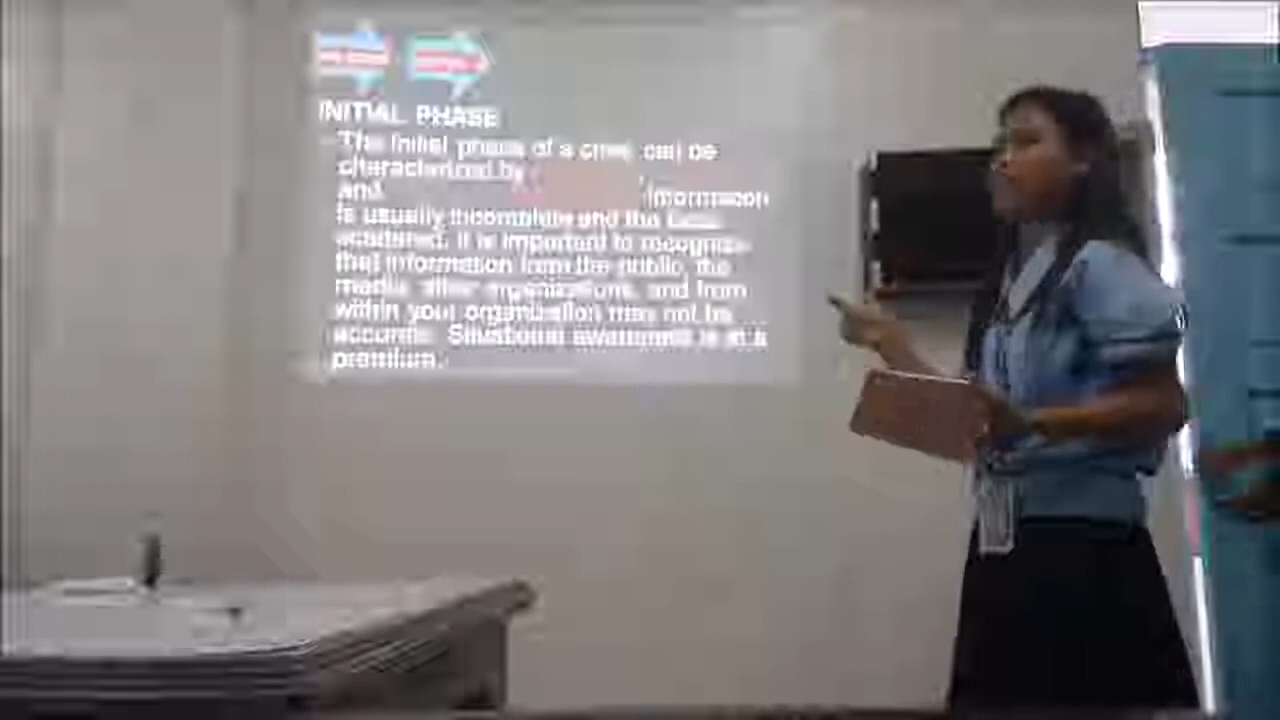 INITIAL PHASE
The initial phase of a crisis can be
characterized by
and information
is usually incomplete and the facts
scattered. It is important to recognize
that information from the public, the
media, other organizations, and from
within your organization may not be
accurate. Situational awareness is at a
premium.